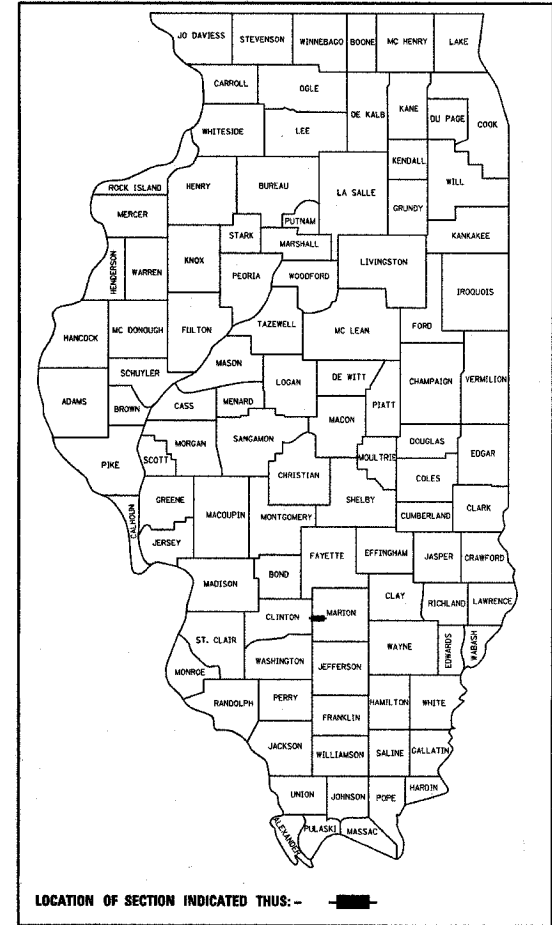 JO DAVIESS STEVENSON WINNEBAGO BOONE MC HENRY LAKE
CARROLL OGLE DE KALB KANE DU PAGE COOK
WHITESIDE LEE KENDALL WILL
ROCK ISLAND HENRY BUREAU LA SALLE GRUNDY
MERCER PUTNAM KANKAKEE
HENDERSON WARREN KNOX STARK MARSHALL LIVINGSTON
PEORIA WOODFORD IROQUOIS
HANCOCK MC DONOUGH FULTON TAZEWELL MC LEAN FORD
SCHUYLER MASON LOGAN DE WITT CHAMPAIGN VERMILION
ADAMS BROWN CASS MENARD MACON PIATT
PIKE SCOTT MORGAN SANGAMON MOULTRIE DOUGLAS EDGAR
CHRISTIAN COLES
CALHOUN GREENE MACOUPIN MONTGOMERY SHELBY CUMBERLAND CLARK
JERSEY FAYETTE EFFINGHAM JASPER CRAWFORD
MADISON BOND
CLINTON MARION CLAY RICHLAND LAWRENCE
ST. CLAIR WAYNE EDWARDS WABASH
MONROE WASHINGTON JEFFERSON
RANDOLPH PERRY HAMILTON WHITE
FRANKLIN
JACKSON WILLIAMSON SALINE GALLATIN
UNION JOHNSON POPE HARDIN
ALEXANDER PULASKI MASSAC
LOCATION OF SECTION INDICATED THUS: -